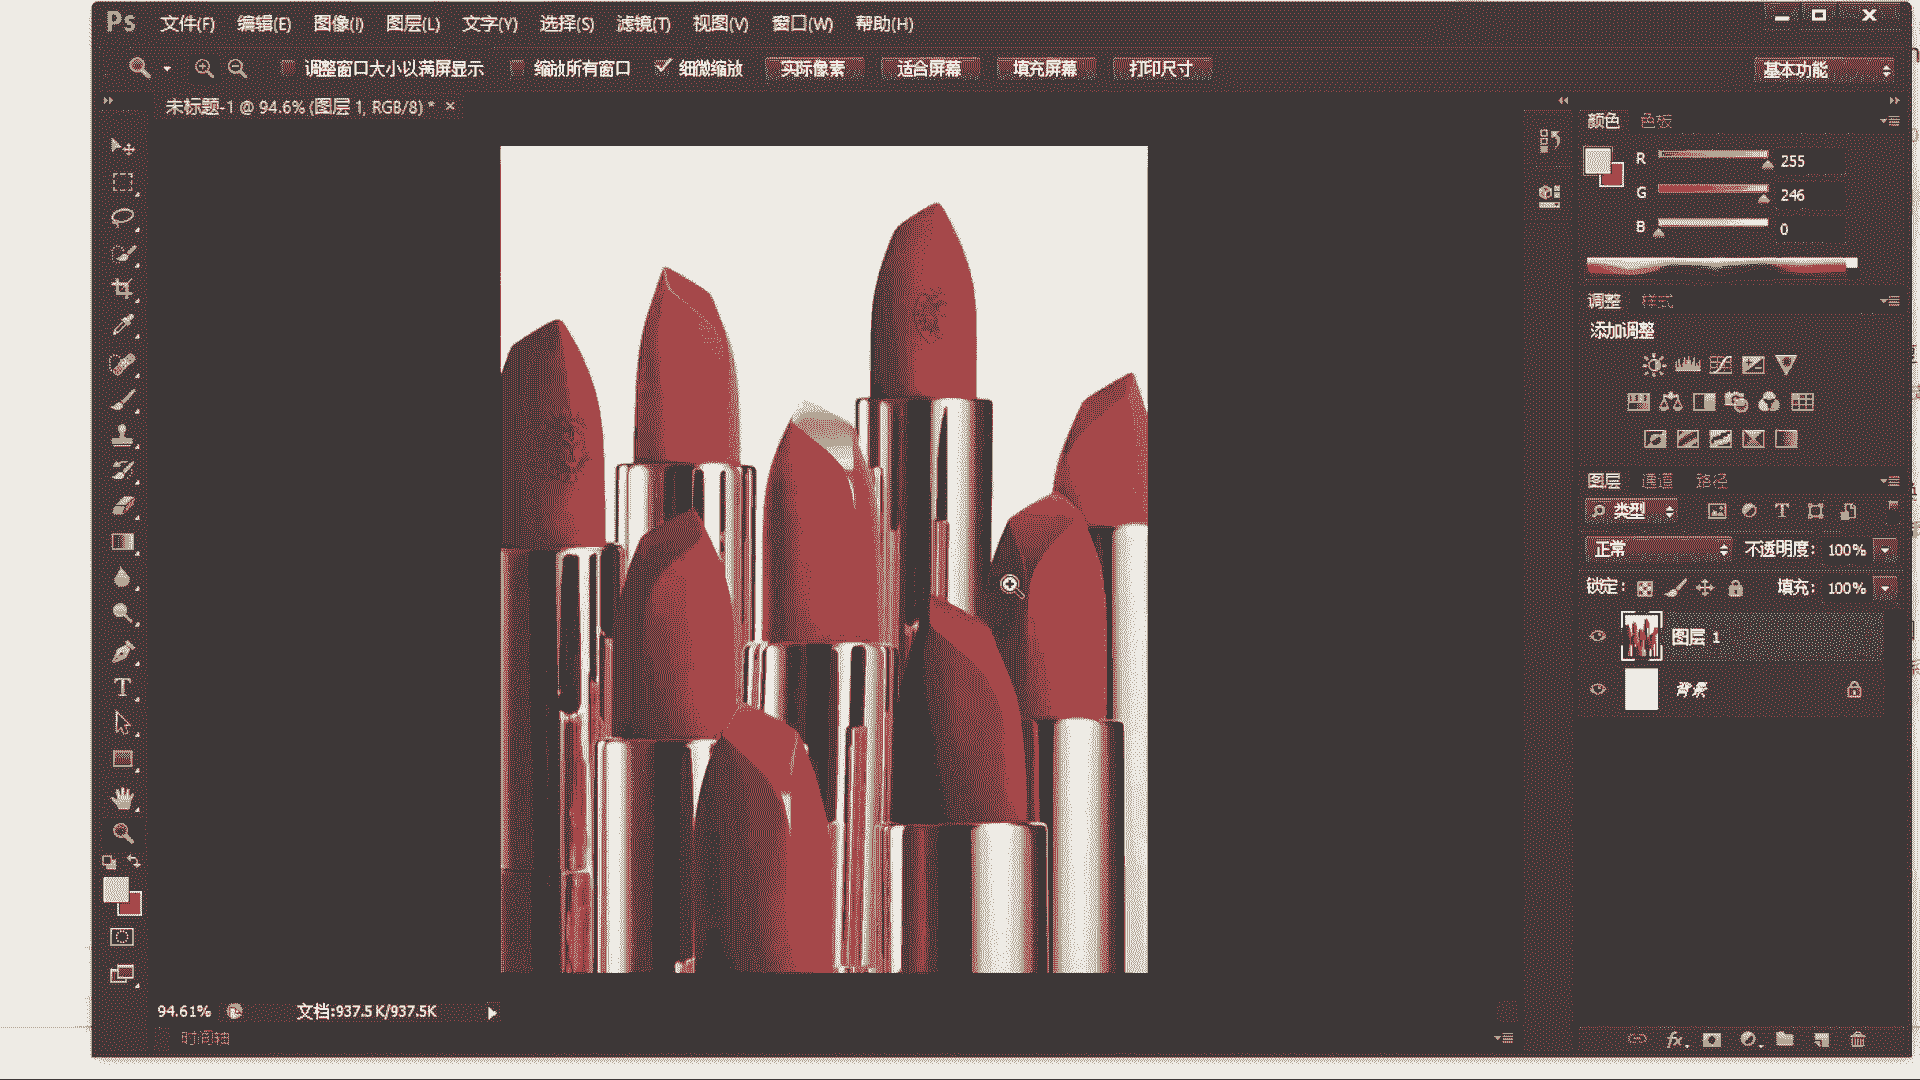 Ps 文件(F) 编辑(E) 图像(I) 图层(L) 文字(Y) 选择(S) 滤镜(T) 视图(V) 窗口(W) 帮助(H)
调整窗口大小以满屏显示 缩放所有窗口 细微缩放 实际像素 适合屏幕 填充屏幕 打印尺寸 基本功能
未标题-1 @ 94.6% (图层 1, RGB/8) * ×
颜色 色板
R 255
G 246
B 0
调整 样式
添加调整
图层 通道 路径
类型
正常 不透明度: 100%
锁定: 填充: 100%
图层 1
背景
94.61% 文档:937.5K/937.5K
时间轴
fx